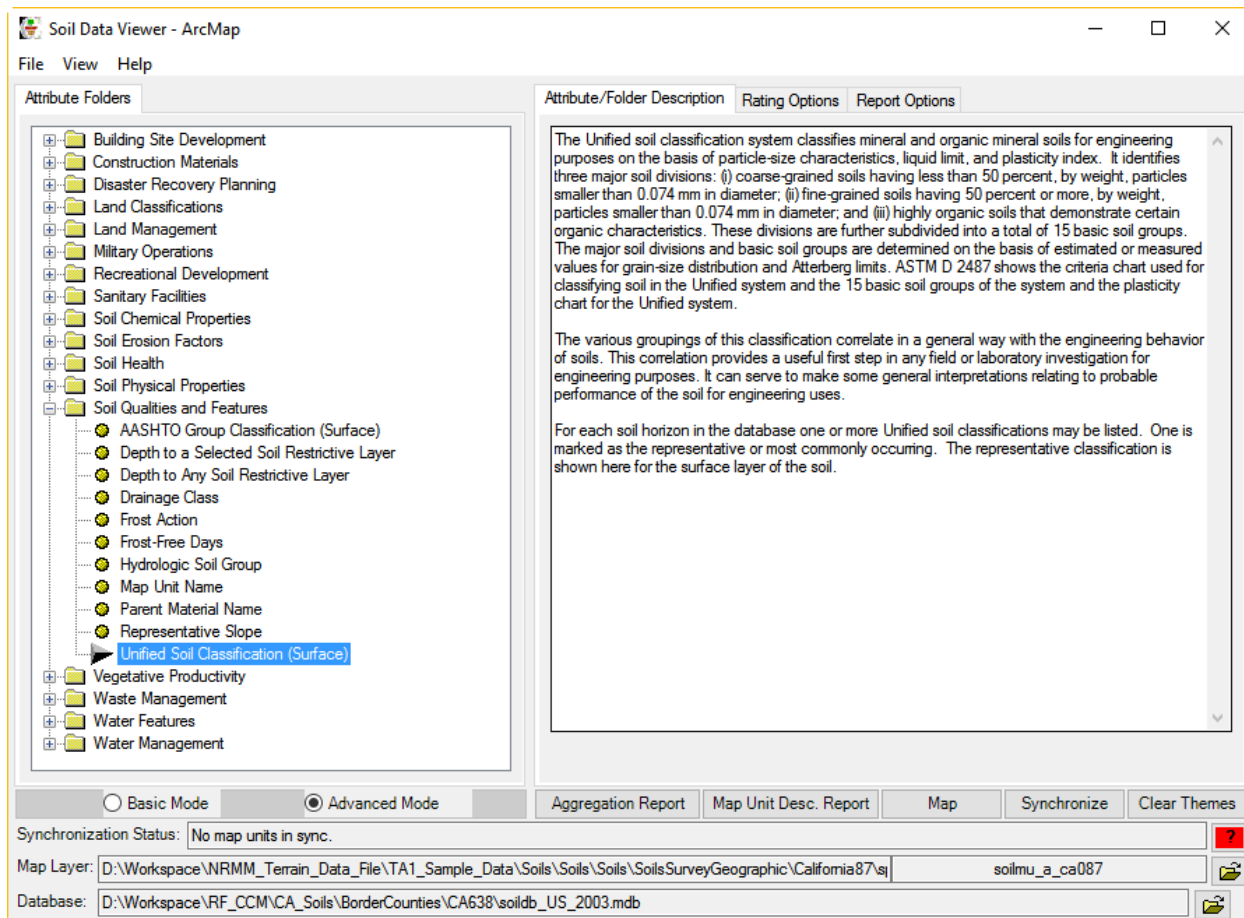 Soil Data Viewer - ArcMap
File View Help
Attribute Folders
Building Site Development
Construction Materials
Disaster Recovery Planning
Land Classifications
Land Management
Military Operations
Recreational Development
Sanitary Facilities
Soil Chemical Properties
Soil Erosion Factors
Soil Health
Soil Physical Properties
Soil Qualities and Features
AASHTO Group Classification (Surface)
Depth to a Selected Soil Restrictive Layer
Depth to Any Soil Restrictive Layer
Drainage Class
Frost Action
Frost-Free Days
Hydrologic Soil Group
Map Unit Name
Parent Material Name
Representative Slope
Unified Soil Classification (Surface)
Vegetative Productivity
Waste Management
Water Features
Water Management
Attribute/Folder Description Rating Options Report Options
The Unified soil classification system classifies mineral and organic mineral soils for engineering
purposes on the basis of particle-size characteristics, liquid limit, and plasticity index. It identifies
three major soil divisions: (i) coarse-grained soils having less than 50 percent, by weight, particles
smaller than 0.074 mm in diameter; (ii) fine-grained soils having 50 percent or more, by weight,
particles smaller than 0.074 mm in diameter; and (iii) highly organic soils that demonstrate certain
organic characteristics. These divisions are further subdivided into a total of 15 basic soil groups.
The major soil divisions and basic soil groups are determined on the basis of estimated or measured
values for grain-size distribution and Atterberg limits. ASTM D 2487 shows the criteria chart used for
classifying soil in the Unified system and the 15 basic soil groups of the system and the plasticity
chart for the Unified system.
The various groupings of this classification correlate in a general way with the engineering behavior
of soils. This correlation provides a useful first step in any field or laboratory investigation for
engineering purposes. It can serve to make some general interpretations relating to probable
performance of the soil for engineering uses.
For each soil horizon in the database one or more Unified soil classifications may be listed. One is
marked as the representative or most commonly occurring. The representative classification is
shown here for the surface layer of the soil.
Basic Mode Advanced Mode
Aggregation Report Map Unit Desc. Report Map Synchronize Clear Themes
Synchronization Status: No map units in sync. ?
Map Layer: D:\Workspace\NRMM_Terrain_Data_File\TA1_Sample_Data\Soils\Soils\Soils\SoilsSurveyGeographic\California87\s soilmu_a_ca087
Database: D:\Workspace\RF_CCM\CA_Soils\BorderCounties\CA638\soildb_US_2003.mdb